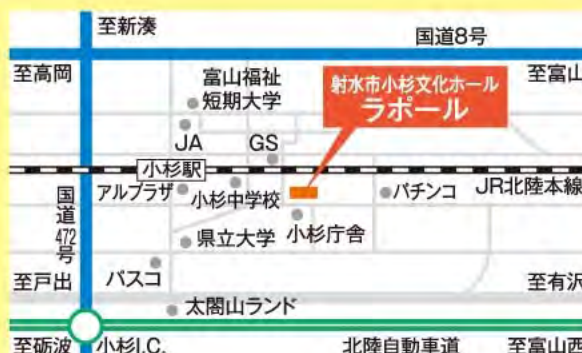 至新湊
国道8号
至高岡
富山福祉
短期大学
射水市小杉文化ホール
ラポール
至富山
JA
GS
小杉駅
アルプラザ
小杉中学校
パチンコ
JR北陸本線
国道472号
県立大学
小杉庁舎
至戸出
パスコ
至有沢
太閤山ランド
至砺波
小杉I.C.
北陸自動車道
至富山西